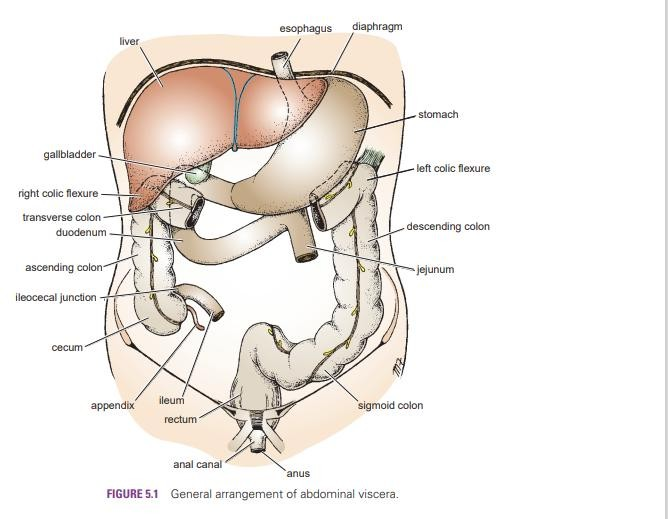 esophagus
diaphragm
liver
stomach
gallbladder
left colic flexure
right colic flexure
transverse colon
descending colon
duodenum
ascending colon
jejunum
ileocecal junction
cecum
appendix
ileum
sigmoid colon
rectum
anal canal
anus
FIGURE 5.1 General arrangement of abdominal viscera.